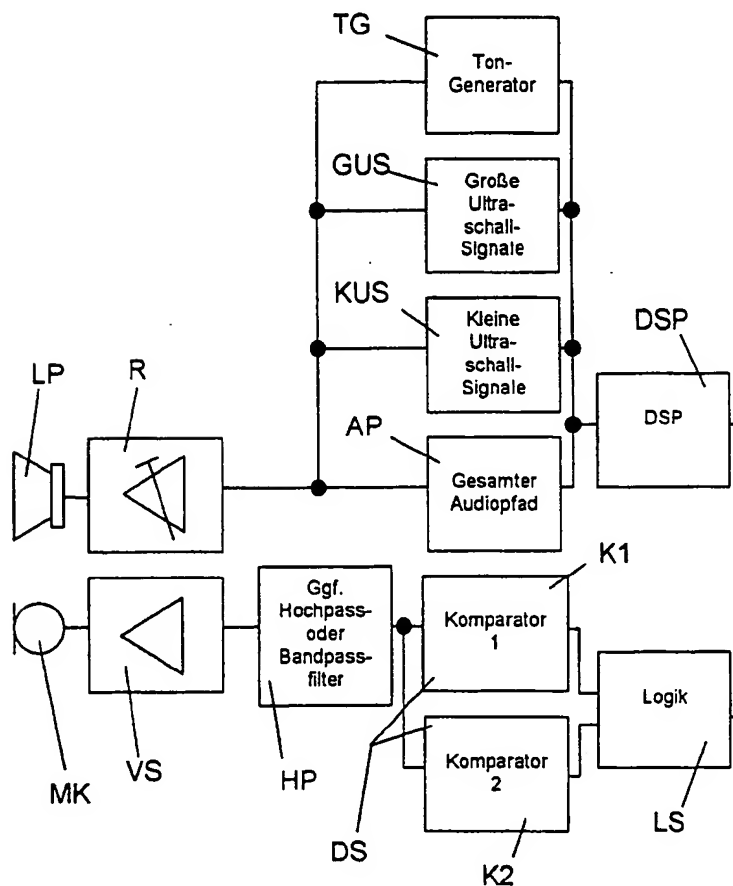 TG
Ton-
Generator
GUS
Große
Ultra-
schall-
Signale
KUS
Kleine
Ultra-
schall-
Signale
DSP
DSP
LP
R
AP
Gesamter
Audiopfad
K1
Ggf.
Hochpass-
oder
Bandpass-
filter
Komparator
1
Logik
Komparator
2
MK
VS
HP
DS
K2
LS